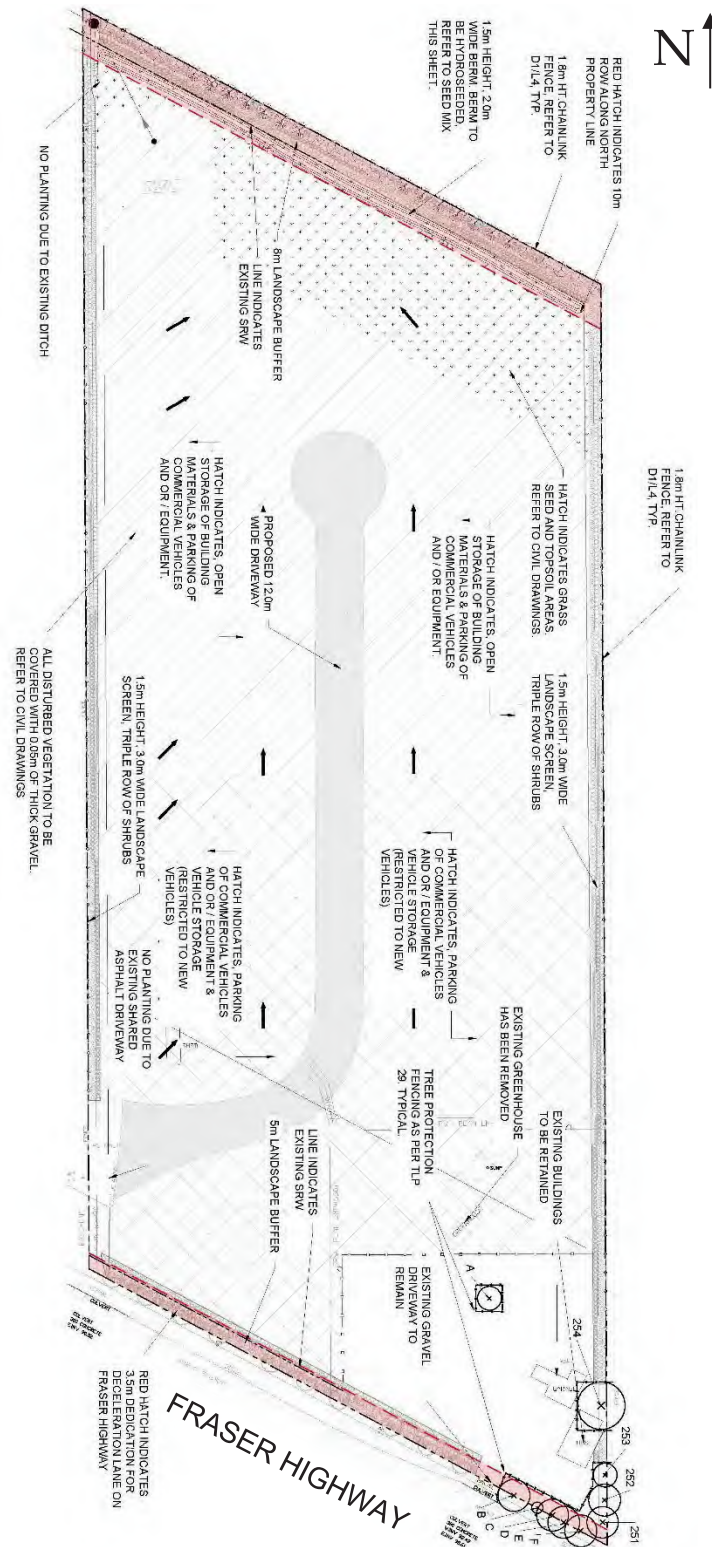 N
RED HATCH INDICATES 10m
ROW ALONG NORTH
PROPERTY LINE
1.8m HT.CHAINLINK
FENCE, REFER TO
D1/L4, TYP.
1.5m HEIGHT, 2.0m
WIDE BERM. BERM TO
BE HYDROSEEDED,
REFER TO SEED MIX
THIS SHEET.
1.8m HT.CHAINLINK
FENCE, REFER TO
D1/L4, TYP.
8m LANDSCAPE BUFFER
LINE INDICATES
EXISTING SRW
NO PLANTING DUE TO EXISTING DITCH
HATCH INDICATES GRASS
SEED AND TOPSOIL AREAS.
REFER TO CIVIL DRAWINGS.
HATCH INDICATES, OPEN
STORAGE OF BUILDING
MATERIALS & PARKING OF
COMMERCIAL VEHICLES
AND / OR EQUIPMENT.
PROPOSED 12.0m
WIDE DRIVEWAY
HATCH INDICATES, OPEN
STORAGE OF BUILDING
MATERIALS & PARKING OF
COMMERCIAL VEHICLES
AND OR / EQUIPMENT.
1.5m HEIGHT, 3.0m WIDE
LANDSCAPE SCREEN,
TRIPLE ROW OF SHRUBS
1.5m HEIGHT, 3.0m WIDE LANDSCAPE
SCREEN, TRIPLE ROW OF SHRUBS
ALL DISTURBED VEGETATION TO BE
COVERED WITH 0.05m OF THICK GRAVEL.
REFER TO CIVIL DRAWINGS
HATCH INDICATES, PARKING
OF COMMERCIAL VEHICLES
AND OR / EQUIPMENT &
VEHICLE STORAGE
(RESTRICTED TO NEW
VEHICLES)
HATCH INDICATES, PARKING
OF COMMERCIAL VEHICLES
AND OR / EQUIPMENT &
VEHICLE STORAGE
(RESTRICTED TO NEW
VEHICLES)
NO PLANTING DUE TO
EXISTING SHARED
ASPHALT DRIVEWAY
EXISTING GREENHOUSE
HAS BEEN REMOVED
TREE PROTECTION
FENCING AS PER TLP
29, TYPICAL.
EXISTING BUILDINGS
TO BE RETAINED
LINE INDICATES
EXISTING SRW
5m LANDSCAPE BUFFER
EXISTING GRAVEL
DRIVEWAY TO
REMAIN
A
254
253
252
251
B
C
D
E
F
CULVERT
CULVERT
RED HATCH INDICATES
3.5m DEDICATION FOR
DECELERATION LANE ON
FRASER HIGHWAY
FRASER HIGHWAY